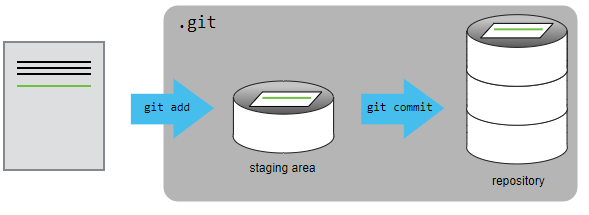 .git
git add
git commit
staging area
repository